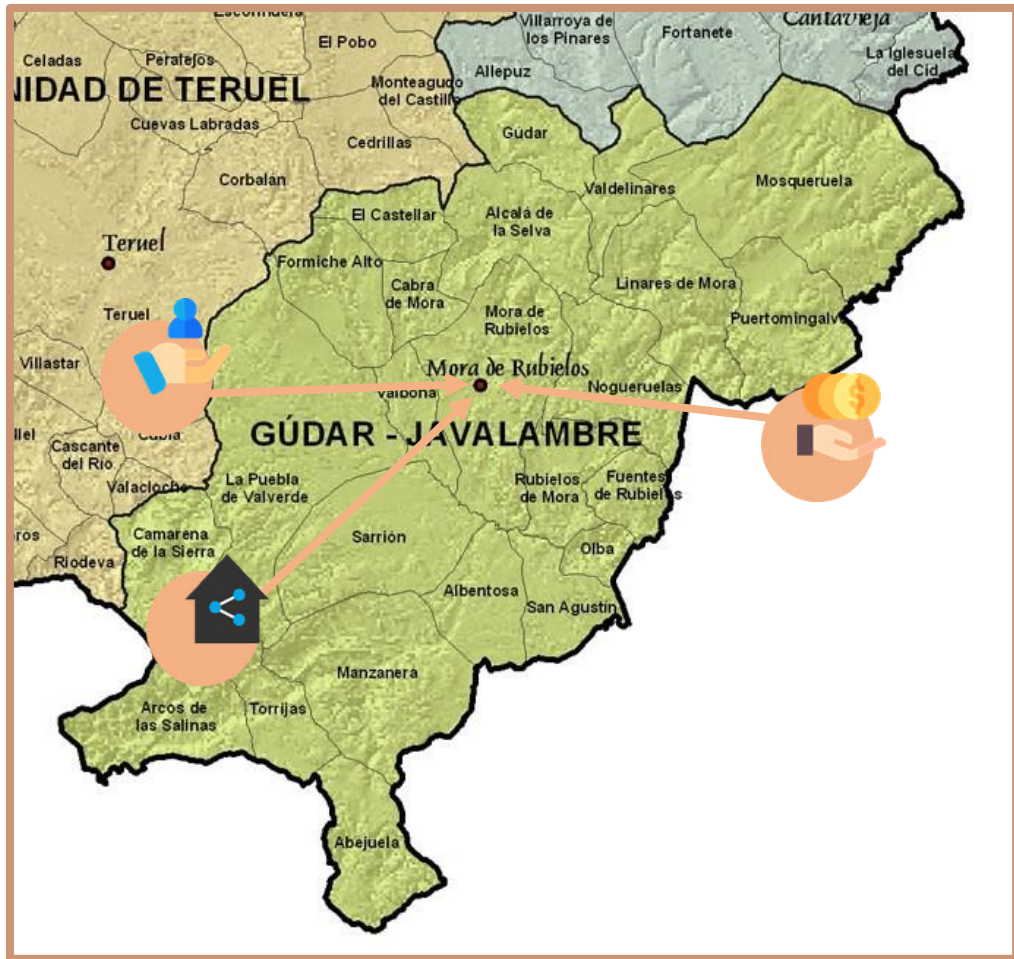 Escorihuela
Villarroya de
los Pinares
Cantavieja
Fortanete
El Pobo
Celadas
Peralejos
La Iglesuela
del Cid
Allepuz
Monteagudo
del Castillo
NIDAD DE TERUEL
Cuevas Labradas
Gúdar
Cedrillas
Corbalán
Valdelinares
Mosqueruela
El Castellar
Alcalá de
la Selva
Teruel
Formiche Alto
Cabra
de Mora
Linares de Mora
Teruel
Mora de
Rubielos
Puertomingalv
Villastar
Mora de Rubielos
Valbona
Nogueruelas
GÚDAR - JAVALAMBRE
llel
Cascante
del Río
Cubla
Valacloche
La Puebla
de Valverde
Rubielos
de Mora
Fuentes
de Rubielos
Camarena
de la Sierra
Sarrión
ros
Riodeva
Olba
Albentosa
San Agustín
Manzanera
Arcos de
las Salinas
Torrijas
Abejuela